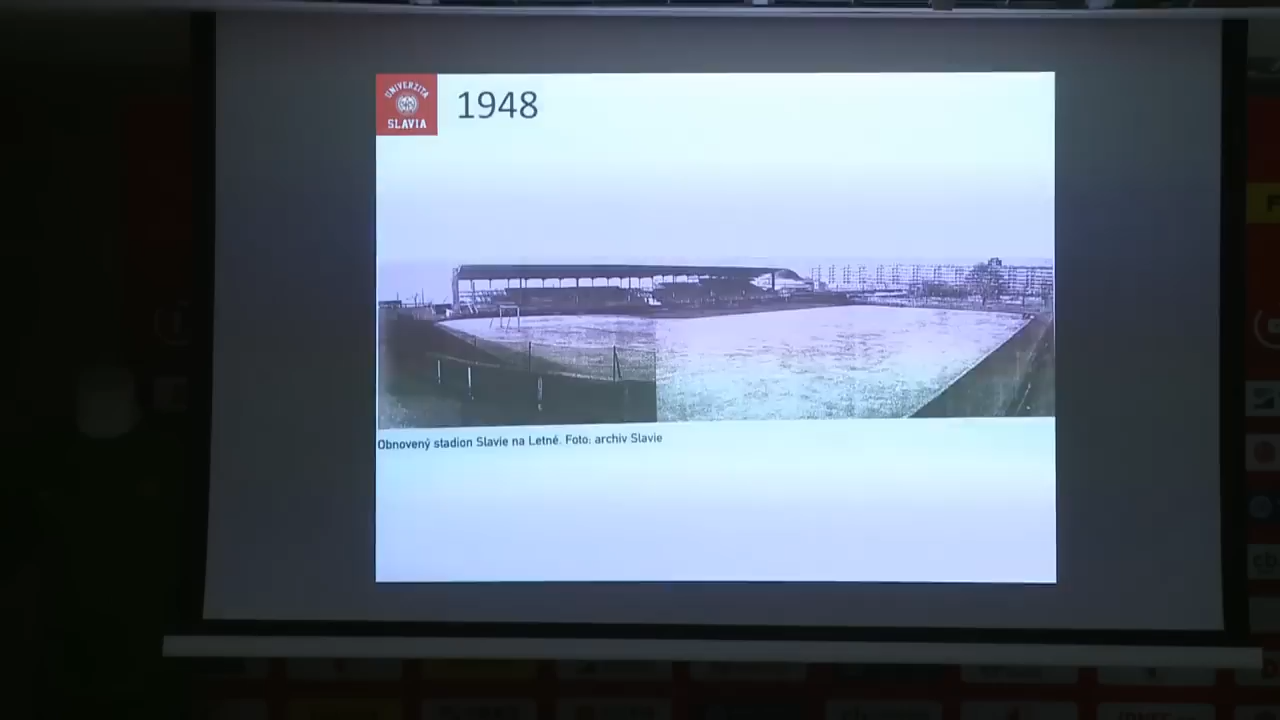 UNIVERZITA
SLAVIA
1948
Obnovený stadion Slavie na Letné. Foto: archiv Slavie